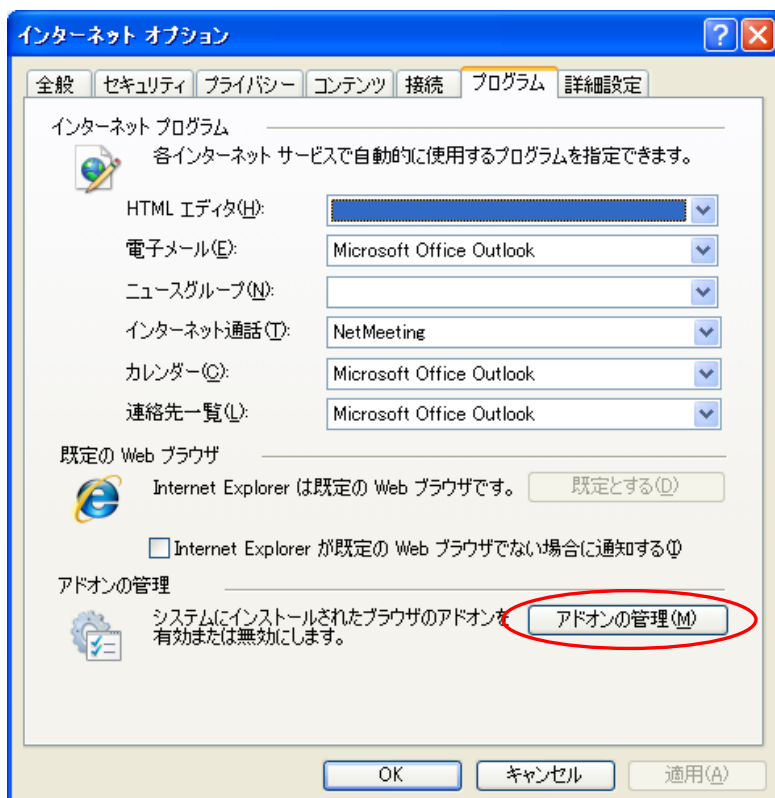 インターネット オプション
全般 セキュリティ プライバシー コンテンツ 接続 プログラム 詳細設定
インターネット プログラム
各インターネット サービスで自動的に使用するプログラムを指定できます。
HTML エディタ(H):
電子メール(E): Microsoft Office Outlook
ニュースグループ(N):
インターネット通話(T): NetMeeting
カレンダー(C): Microsoft Office Outlook
連絡先一覧(L): Microsoft Office Outlook
既定の Web ブラウザ
Internet Explorer は既定の Web ブラウザです。 既定とする(D)
Internet Explorer が既定の Web ブラウザでない場合に通知する(I)
アドオンの管理
システムにインストールされたブラウザのアドオンを アドオンの管理(M)
有効または無効にします。
OK キャンセル 適用(A)